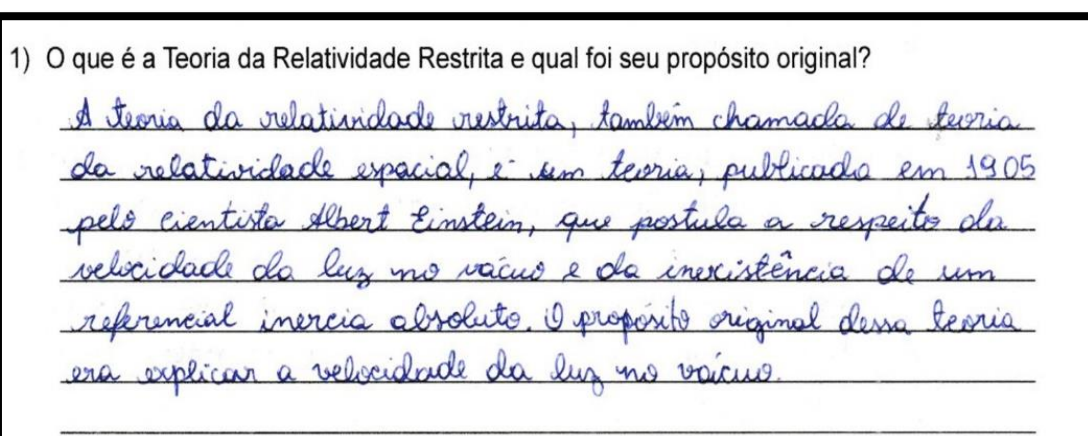 1) O que é a Teoria da Relatividade Restrita e qual foi seu propósito original?
A teoria da relatividade restrita, também chamada de teoria
da relatividade espacial, é um teoria, publicada em 1905
pelo cientista Albert Einstein, que postula a respeito da
velocidade da luz no vácuo e da inexistência de um
referencial inercia absoluto. O propósito original dessa teoria
era explicar a velocidade da luz no vácuo.